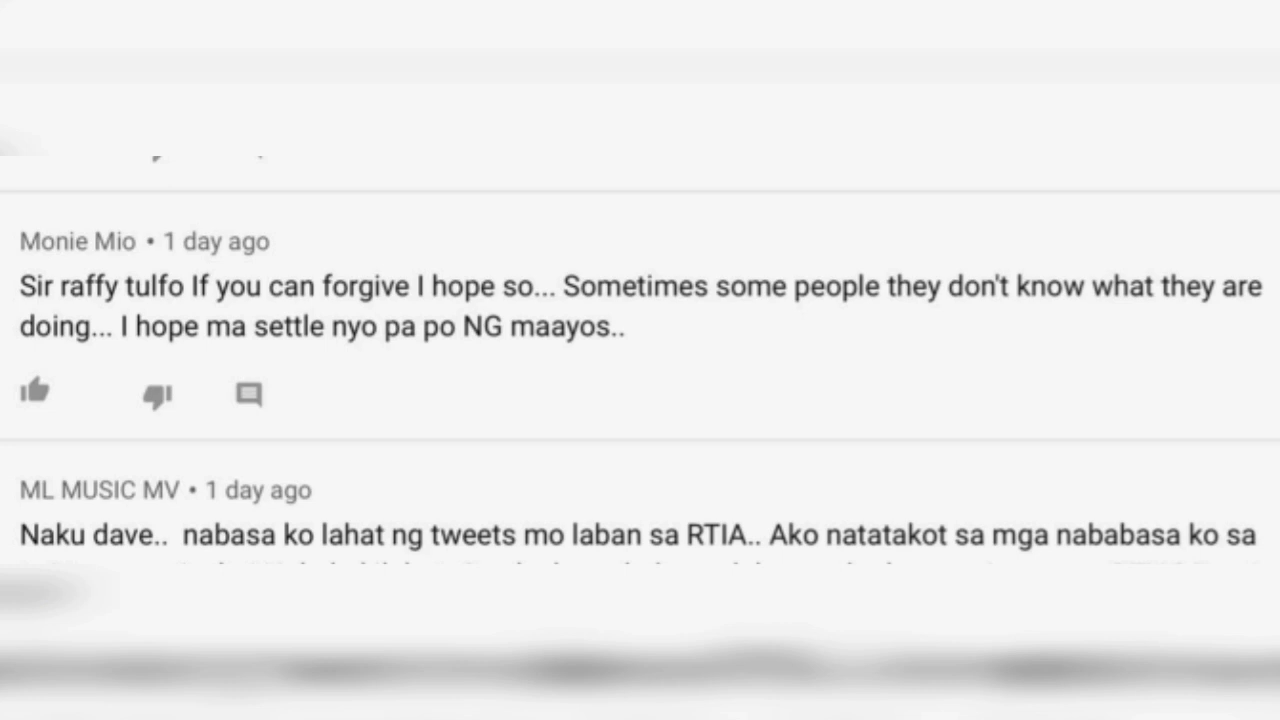 Monie Mio • 1 day ago
Sir raffy tulfo If you can forgive I hope so... Sometimes some people they don't know what they are
doing... I hope ma settle nyo pa po NG maayos..
ML MUSIC MV • 1 day ago
Naku dave.. nabasa ko lahat ng tweets mo laban sa RTIA.. Ako natatakot sa mga nababasa ko sa